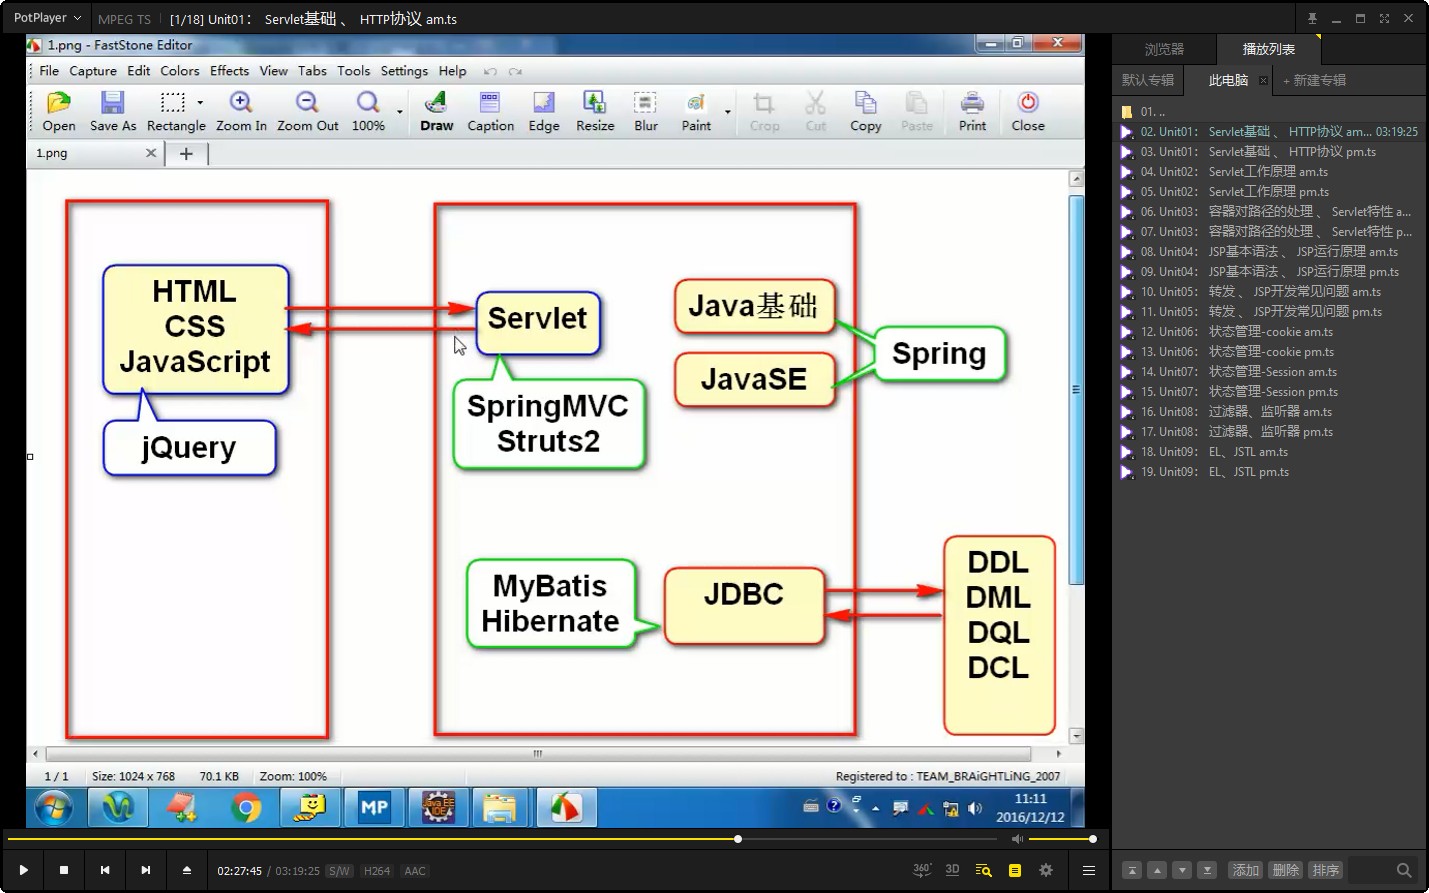 PotPlayer MPEG TS [1/18] Unit01： Servlet基础 、 HTTP协议 am.ts
1.png - FastStone Editor
File Capture Edit Colors Effects View Tabs Tools Settings Help
Open Save As Rectangle Zoom In Zoom Out 100% Draw Caption Edge Resize Blur Paint Crop Cut Copy Paste Print Close
1.png
HTML
CSS
JavaScript
jQuery
Servlet
SpringMVC
Struts2
Java基础
JavaSE
Spring
MyBatis
Hibernate
JDBC
DDL
DML
DQL
DCL
1 / 1 Size: 1024 x 768 70.1 KB Zoom: 100% Registered to : TEAM_BRAiGHTLiNG_2007
MP
Java EE
IDE
11:11
2016/12/12
02:27:45 / 03:19:25 S/W H264 AAC
360° 3D
浏览器 播放列表
默认专辑 此电脑 + 新建专辑
01. ..
02. Unit01： Servlet基础 、 HTTP协议 am... 03:19:25
03. Unit01： Servlet基础 、 HTTP协议 pm.ts
04. Unit02： Servlet工作原理 am.ts
05. Unit02： Servlet工作原理 pm.ts
06. Unit03： 容器对路径的处理 、 Servlet特性 a...
07. Unit03： 容器对路径的处理 、 Servlet特性 p...
08. Unit04： JSP基本语法 、 JSP运行原理 am.ts
09. Unit04： JSP基本语法 、 JSP运行原理 pm.ts
10. Unit05： 转发 、 JSP开发常见问题 am.ts
11. Unit05： 转发 、 JSP开发常见问题 pm.ts
12. Unit06： 状态管理-cookie am.ts
13. Unit06： 状态管理-cookie pm.ts
14. Unit07： 状态管理-Session am.ts
15. Unit07： 状态管理-Session pm.ts
16. Unit08： 过滤器、监听器 am.ts
17. Unit08： 过滤器、监听器 pm.ts
18. Unit09： EL、JSTL am.ts
19. Unit09： EL、JSTL pm.ts
添加 删除 排序